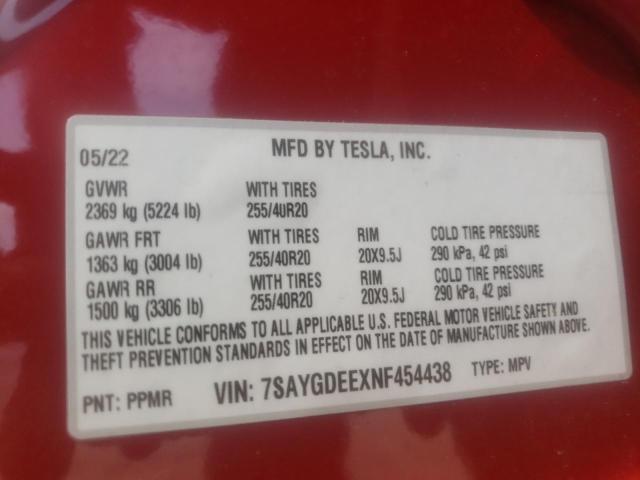 05/22 MFD BY TESLA, INC.
GVWR WITH TIRES
2369 kg (5224 lb) 255/40R20
GAWR FRT WITH TIRES RIM COLD TIRE PRESSURE
1363 kg (3004 lb) 255/40R20 20X9.5J 290 kPa, 42 psi
GAWR RR WITH TIRES RIM COLD TIRE PRESSURE
1500 kg (3306 lb) 255/40R20 20X9.5J 290 kPa, 42 psi
THIS VEHICLE CONFORMS TO ALL APPLICABLE U.S. FEDERAL MOTOR VEHICLE SAFETY AND
THEFT PREVENTION STANDARDS IN EFFECT ON THE DATE OF MANUFACTURE SHOWN ABOVE.
PNT: PPMR VIN: 7SAYGDEEXNF454438 TYPE: MPV